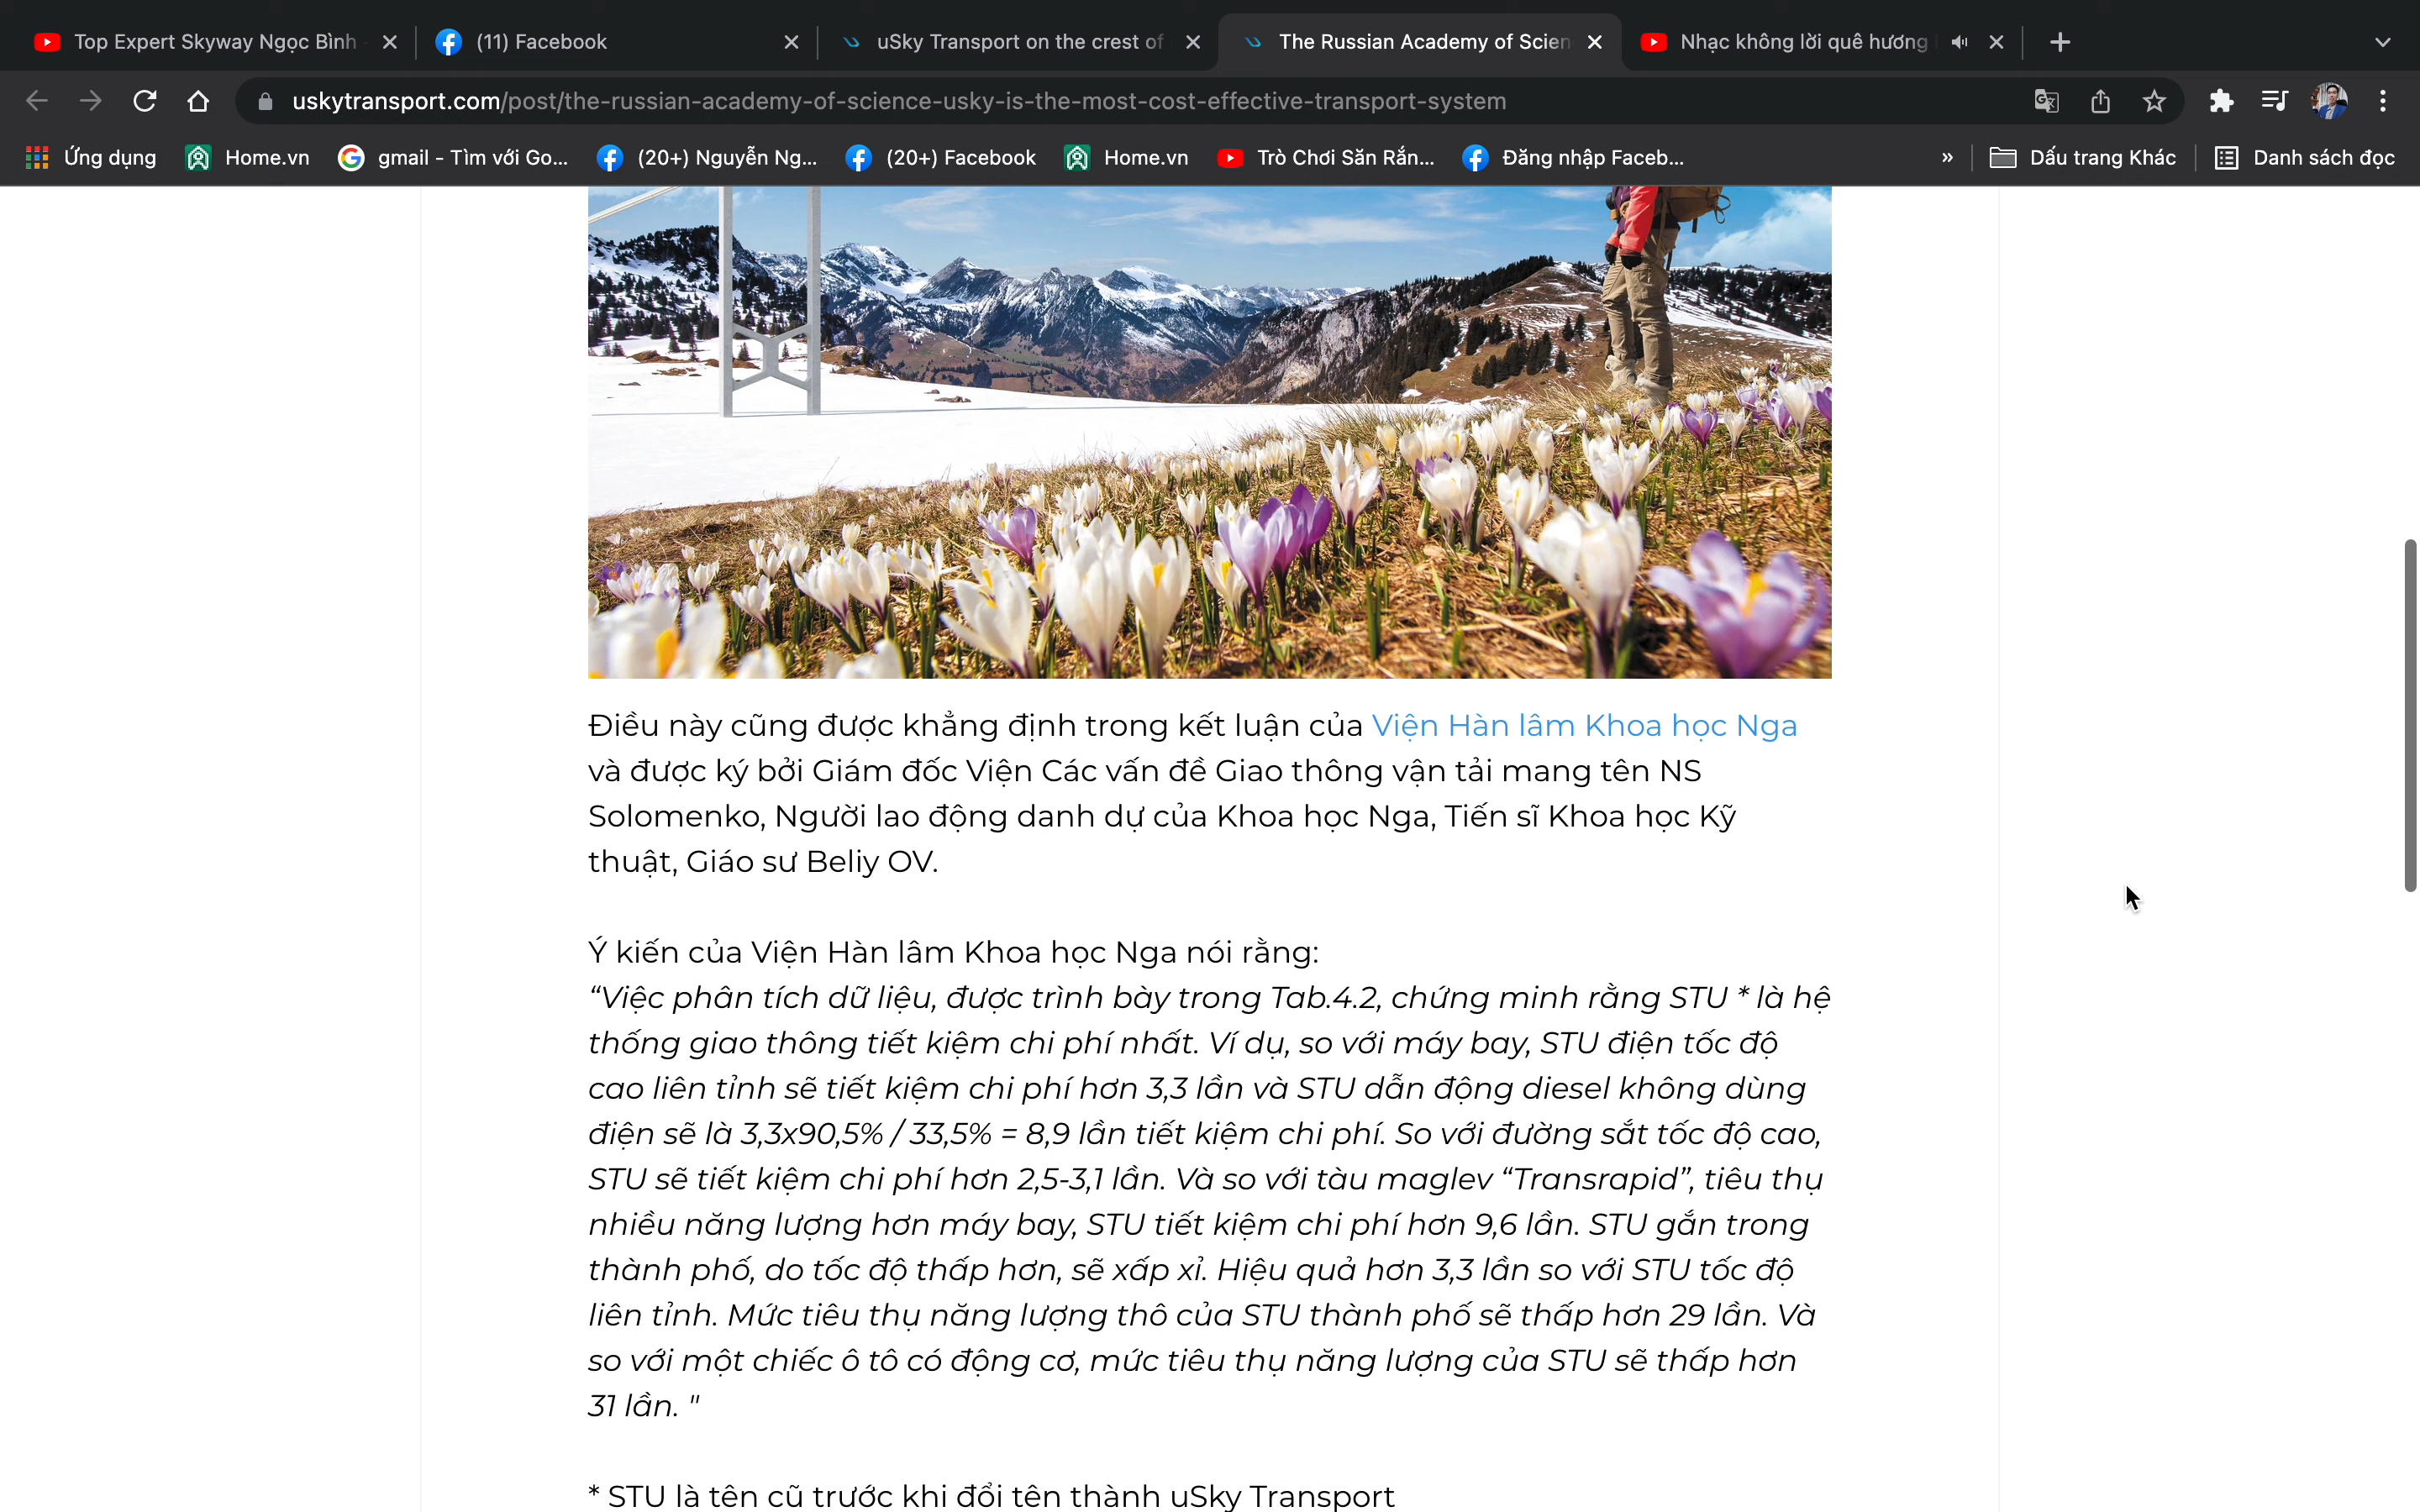 Top Expert Skyway Ngọc Bình
(11) Facebook
uSky Transport on the crest of
The Russian Academy of Scien
Nhạc không lời quê hương
uskytransport.com/post/the-russian-academy-of-science-usky-is-the-most-cost-effective-transport-system
Ứng dụng
Home.vn
gmail - Tìm với Go...
(20+) Nguyễn Ng...
(20+) Facebook
Home.vn
Trò Chơi Săn Rắn...
Đăng nhập Faceb...
»
Dấu trang Khác
Danh sách đọc
Điều này cũng được khẳng định trong kết luận của Viện Hàn lâm Khoa học Nga
và được ký bởi Giám đốc Viện Các vấn đề Giao thông vận tải mang tên NS
Solomenko, Người lao động danh dự của Khoa học Nga, Tiến sĩ Khoa học Kỹ
thuật, Giáo sư Beliy OV.
Ý kiến của Viện Hàn lâm Khoa học Nga nói rằng:
“Việc phân tích dữ liệu, được trình bày trong Tab.4.2, chứng minh rằng STU * là hệ
thống giao thông tiết kiệm chi phí nhất. Ví dụ, so với máy bay, STU điện tốc độ
cao liên tỉnh sẽ tiết kiệm chi phí hơn 3,3 lần và STU dẫn động diesel không dùng
điện sẽ là 3,3x90,5% / 33,5% = 8,9 lần tiết kiệm chi phí. So với đường sắt tốc độ cao,
STU sẽ tiết kiệm chi phí hơn 2,5-3,1 lần. Và so với tàu maglev “Transrapid”, tiêu thụ
nhiều năng lượng hơn máy bay, STU tiết kiệm chi phí hơn 9,6 lần. STU gắn trong
thành phố, do tốc độ thấp hơn, sẽ xấp xỉ. Hiệu quả hơn 3,3 lần so với STU tốc độ
liên tỉnh. Mức tiêu thụ năng lượng thô của STU thành phố sẽ thấp hơn 29 lần. Và
so với một chiếc ô tô có động cơ, mức tiêu thụ năng lượng của STU sẽ thấp hơn
31 lần. "
* STU là tên cũ trước khi đổi tên thành uSky Transport